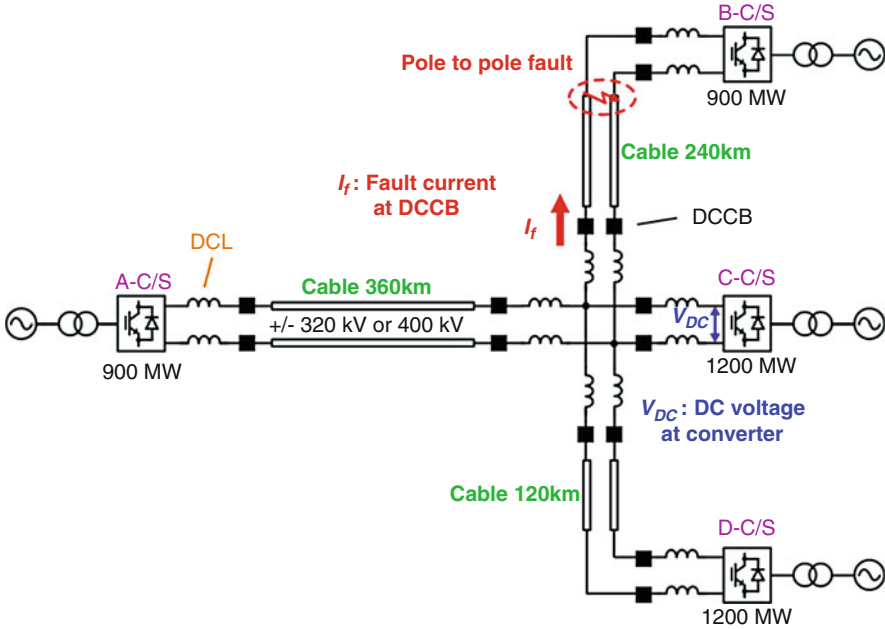 B-C/S
Pole to pole fault
900 MW
Cable 240km
I_f : Fault current
at DCCB
I_f
DCCB
DCL
A-C/S
Cable 360km
C-C/S
+/- 320 kV or 400 kV
V_DC
900 MW
1200 MW
V_DC : DC voltage
at converter
Cable 120km
D-C/S
1200 MW